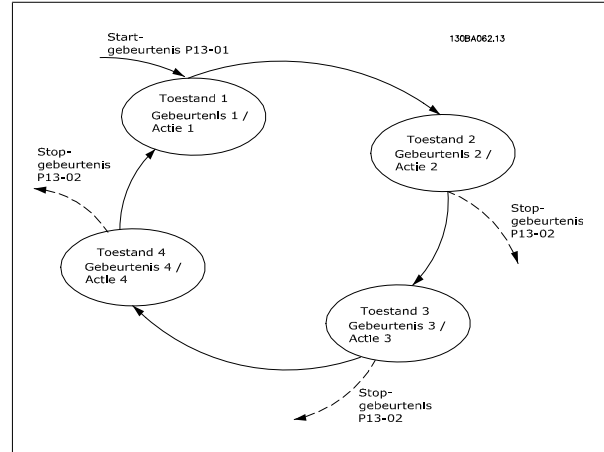 130BA062.13
Start-
gebeurtenis P13-01
Toestand 1
Gebeurtenis 1 /
Actie 1
Toestand 2
Gebeurtenis 2 /
Actie 2
Stop-
gebeurtenis
P13-02
Stop-
gebeurtenis
P13-02
Toestand 4
Gebeurtenis 4 /
Actie 4
Toestand 3
Gebeurtenis 3 /
Actie 3
Stop-
gebeurtenis
P13-02